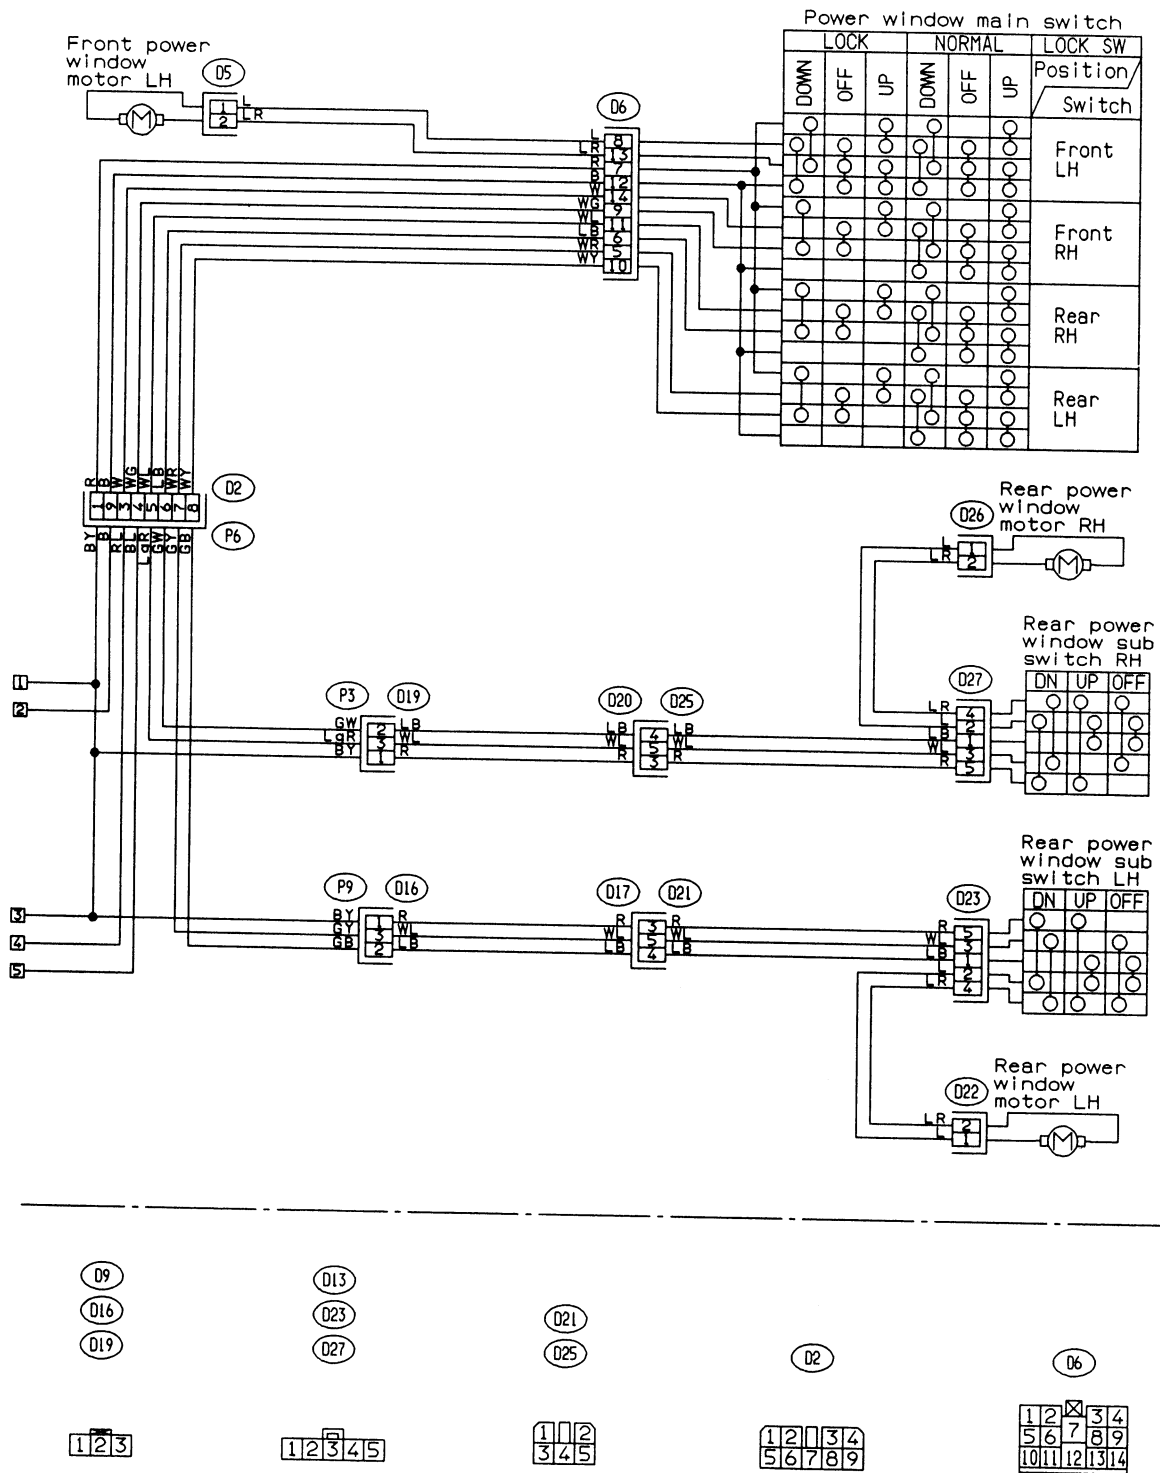 Power window main switch
LOCK NORMAL LOCK SW
DOWN OFF UP DOWN OFF UP Position
Switch
Front
LH
Front
RH
Rear
RH
Rear
LH
Front power
window
motor LH
D5
1 L
2 LR
M
D6
L 8
LR 13
R 7
B 12
W 14
WG 9
WL 11
LB 6
WR 5
WY 10
R B W WG WL LB WR WY
1 9 3 4 5 6 7 8
D2
P6
BY B RL BL LgR GW GY GB
Rear power
window
motor RH
D26
L 1
LR 2
M
Rear power
window sub
switch RH
DN UP OFF
D27
LR 4
L 2
LB 1
WL 3
R 5
1
2
P3 D19
GW 2 LB
LgR 3 WL
BY 1 R
D20 D25
LB 4 LB
WL 5 WL
R 3 R
Rear power
window sub
switch LH
DN UP OFF
D23
R 5
WL 3
LB 1
L 2
LR 4
3
4
5
P9 D16
BY 1 R
GY 3 WL
GB 2 LB
D17 D21
R 3 R
WL 5 WL
LB 4 LB
Rear power
window
motor LH
D22
LR 2
L 1
M
D9
D16
D19
1 2 3
D13
D23
D27
1 2 3 4 5
D21
D25
1 2
3 4 5
D2
1 2 3 4
5 6 7 8 9
D6
1 2 3 4
5 6 7 8 9
10 11 12 13 14